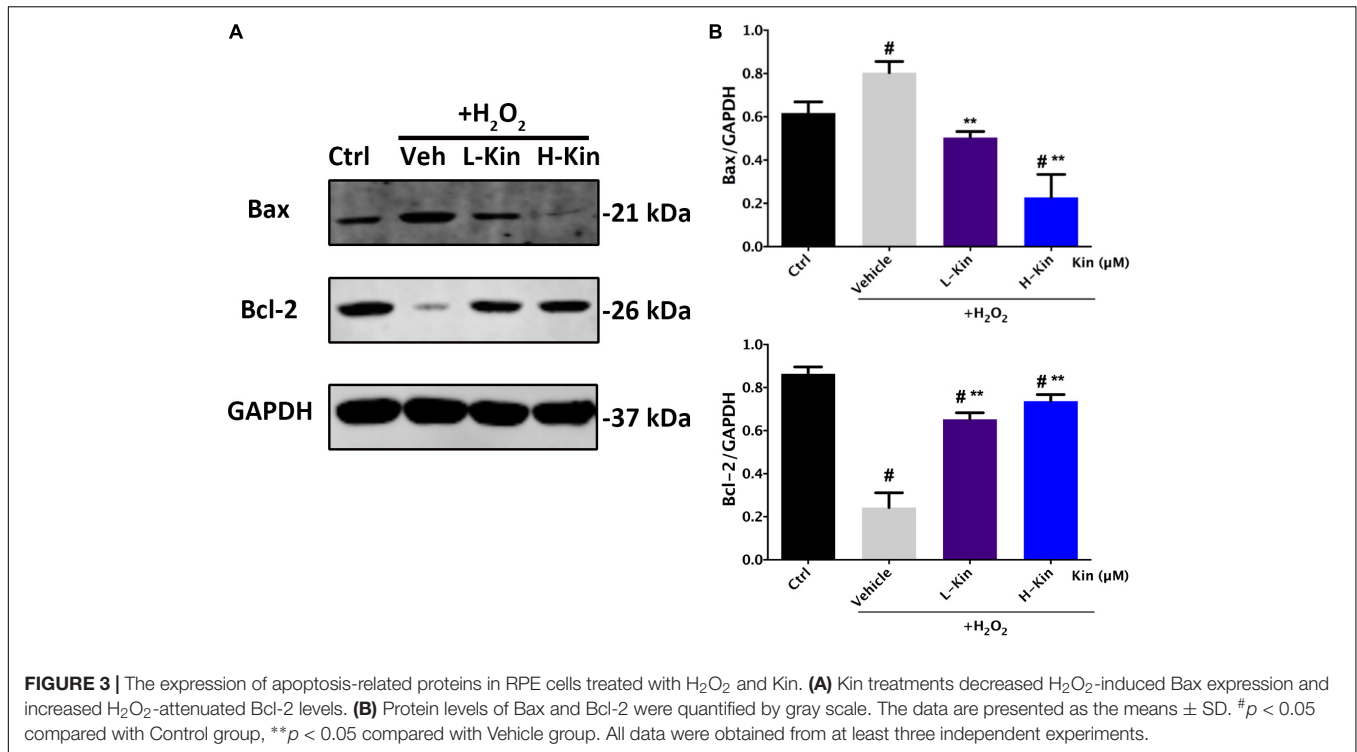 A
+H₂O₂
Ctrl Veh L-Kin H-Kin
Bax
-21 kDa
Bcl-2
-26 kDa
GAPDH
-37 kDa
B
Bax/GAPDH
1.0
0.8
0.6
0.4
0.2
0.0
#
**
# **
Ctrl
Vehicle
L-Kin
H-Kin
Kin (μM)
+H₂O₂
Bcl-2/GAPDH
1.0
0.8
0.6
0.4
0.2
0.0
#
# **
# **
Ctrl
Vehicle
L-Kin
H-Kin
Kin (μM)
+H₂O₂
FIGURE 3 | The expression of apoptosis-related proteins in RPE cells treated with H₂O₂ and Kin. (A) Kin treatments decreased H₂O₂-induced Bax expression and
increased H₂O₂-attenuated Bcl-2 levels. (B) Protein levels of Bax and Bcl-2 were quantified by gray scale. The data are presented as the means ± SD. #p < 0.05
compared with Control group, **p < 0.05 compared with Vehicle group. All data were obtained from at least three independent experiments.